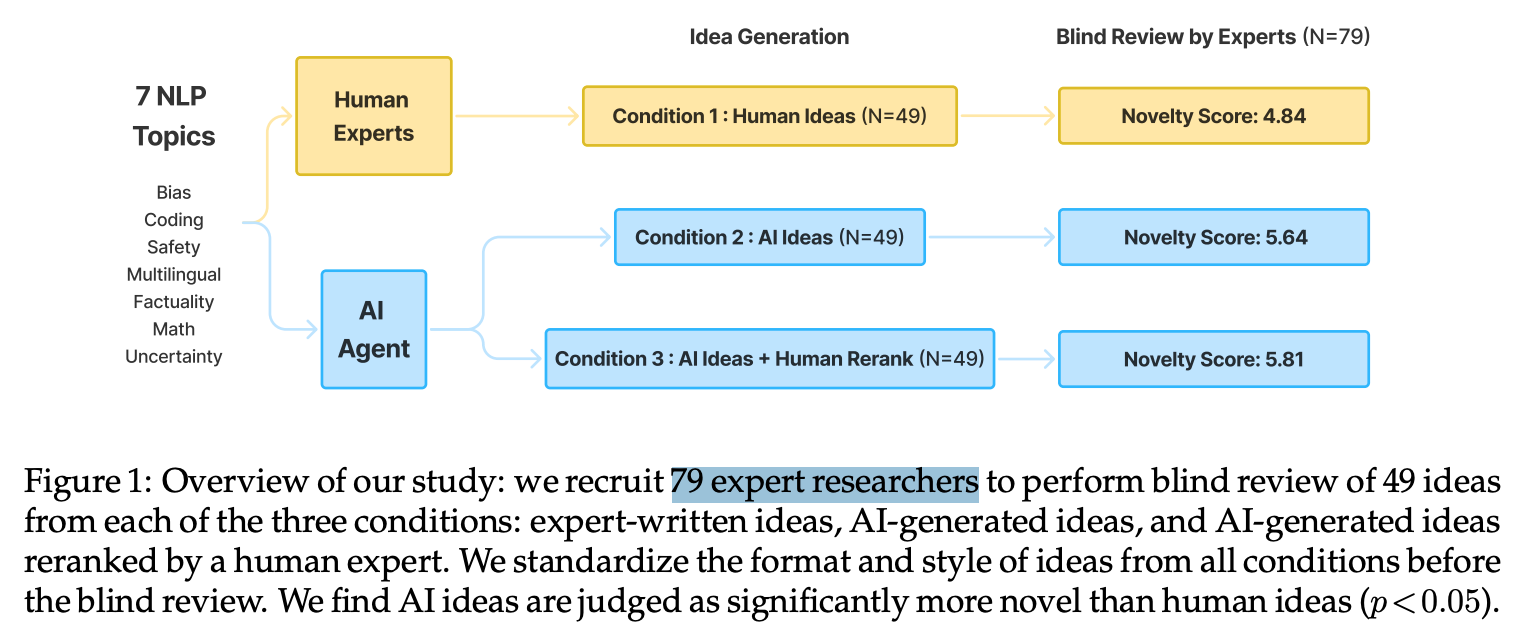 Idea Generation
Blind Review by Experts (N=79)
7 NLP
Topics
Bias
Coding
Safety
Multilingual
Factuality
Math
Uncertainty
Human
Experts
Condition 1 : Human Ideas (N=49)
Novelty Score: 4.84
AI
Agent
Condition 2 : AI Ideas (N=49)
Novelty Score: 5.64
Condition 3 : AI Ideas + Human Rerank (N=49)
Novelty Score: 5.81
Figure 1: Overview of our study: we recruit 79 expert researchers to perform blind review of 49 ideas
from each of the three conditions: expert-written ideas, AI-generated ideas, and AI-generated ideas
reranked by a human expert. We standardize the format and style of ideas from all conditions before
the blind review. We find AI ideas are judged as significantly more novel than human ideas (p < 0.05).